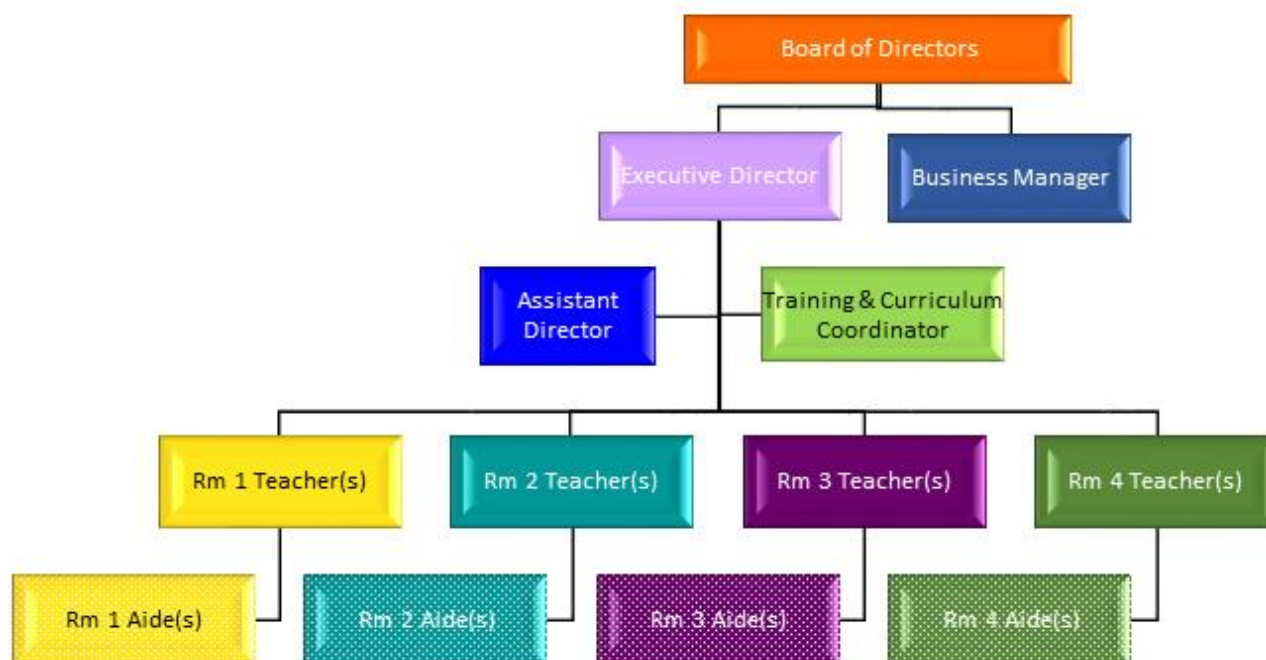 Board of Directors
Executive Director
Business Manager
Assistant
Director
Training & Curriculum
Coordinator
Rm 1 Teacher(s)
Rm 2 Teacher(s)
Rm 3 Teacher(s)
Rm 4 Teacher(s)
Rm 1 Aide(s)
Rm 2 Aide(s)
Rm 3 Aide(s)
Rm 4 Aide(s)